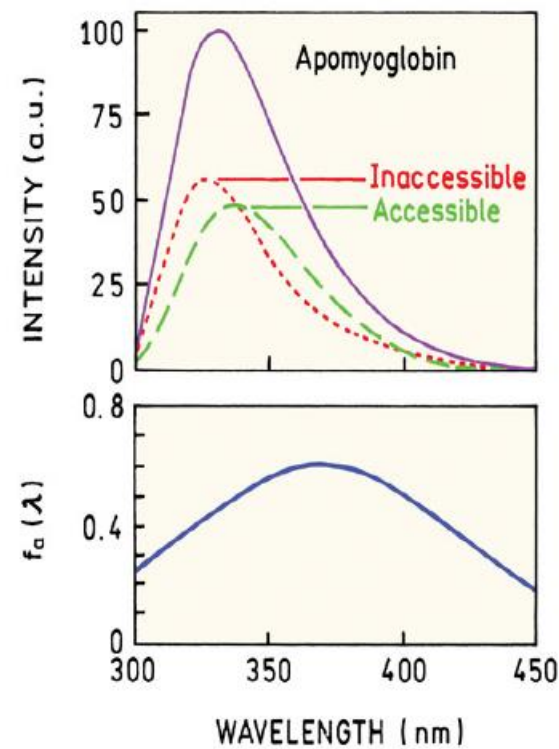 Apomyoglobin
INTENSITY (a.u.)
100
75
50
25
0
Inaccessible
Accessible
fa (λ)
0.8
0.4
0
300
350
400
450
WAVELENGTH (nm)